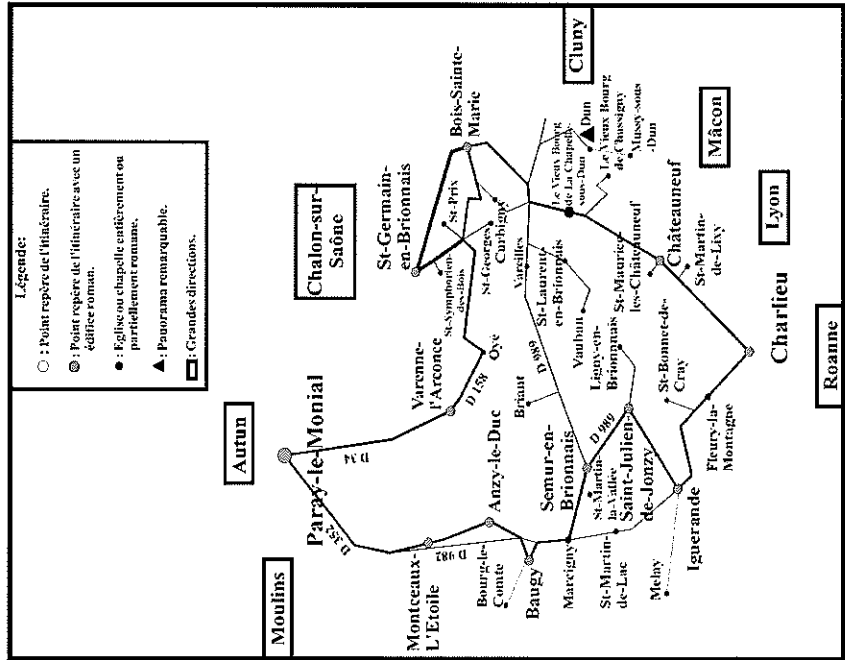 Légende:
: Point repère de l'itinéraire.
: Point repère de l'itinéraire avec un
édifice roman.
: Eglise ou chapelle entièrement ou
partiellement romane.
: Panorama remarquable.
: Grandes directions.
Autun
Moulins
Paray-le-Monial
D 34
D 352
Chalon-sur-
Saône
St-Germain-
en-Brionnais
Bois-Sainte-
Marie
Varenne-
l'Arconce
D 158
Oyé
St-Symphorien-
des-Bois
St-Prix
St-Georges
Curbigny
Montceaux-
L'Etoile
D 982
Anzy-le-Duc
Bourg-le-
Comte
Baugy
Briant
D 989
Vareilles
St-Laurent-
en-Brionnais
Vauban
Le Vieux Bourg
de La Chapelle-
sous-Dun
Cluny
Dun
Le Vieux Bourg
de Chassigny
Mussy-sous
-Dun
Mâcon
Semur-en-
Brionnais
Marcigny
St-Martin-
la-Vallée
D 989
Ligny-en-
Brionnnais
Saint-Julien-
de-Jonzy
St-Martin-
de-Lac
St-Maurice-
les-Châteauneuf
Châteauneuf
St-Martin-
de-Lixy
Lyon
Melay
Iguerande
St-Bonnet-de-
Cray
Fleury-la-
Montagne
Charlieu
Roanne